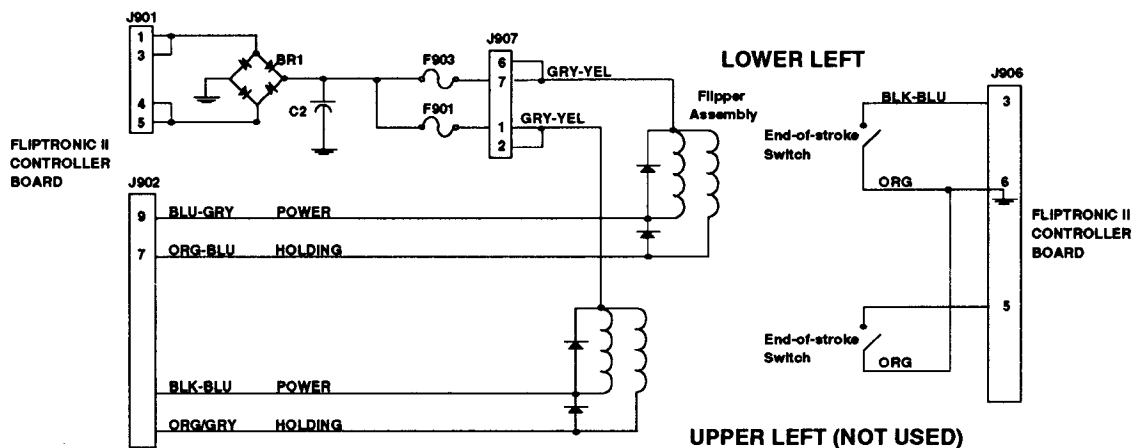 J901
1
3
4
5
BR1
C2
F903
F901
J907
6
7
1
2
GRY-YEL
GRY-YEL
LOWER LEFT
Flipper
Assembly
FLIPTRONIC II
CONTROLLER
BOARD
J902
9
BLU-GRY POWER
7
ORG-BLU HOLDING
BLK-BLU POWER
ORG/GRY HOLDING
J906
BLK-BLU
3
End-of-stroke
Switch
ORG
6
FLIPTRONIC II
CONTROLLER
BOARD
5
End-of-stroke
Switch
ORG
UPPER LEFT (NOT USED)